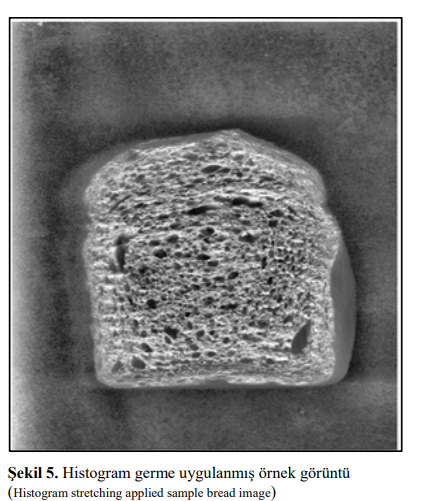 Şekil 5. Histogram germe uygulanmış örnek görüntü
(Histogram stretching applied sample bread image)